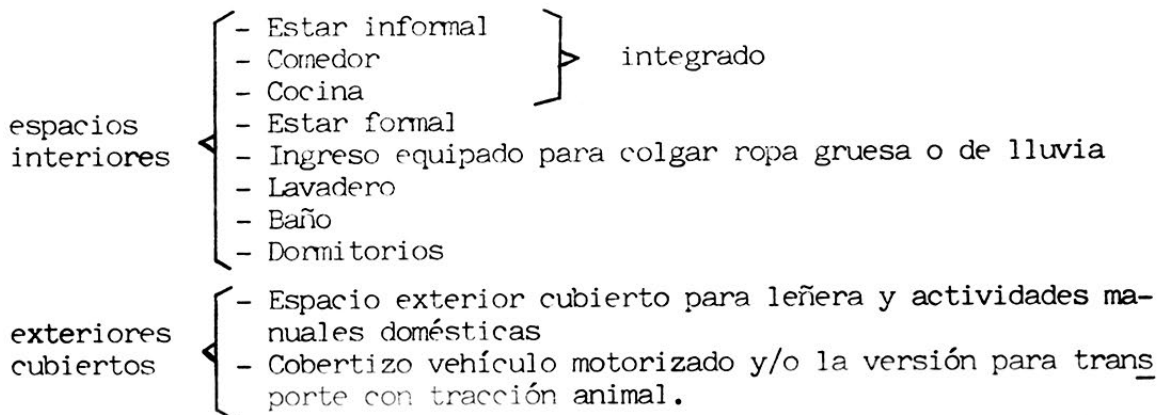 - Estar informal
- Comedor
integrado
- Cocina
- Estar formal
espacios
interiores
- Ingreso equipado para colgar ropa gruesa o de lluvia
- Lavadero
- Baño
- Dormitorios
- Espacio exterior cubierto para leñera y actividades ma-
nuales domésticas
exteriores
cubiertos
- Cobertizo vehículo motorizado y/o la versión para trans
porte con tracción animal.